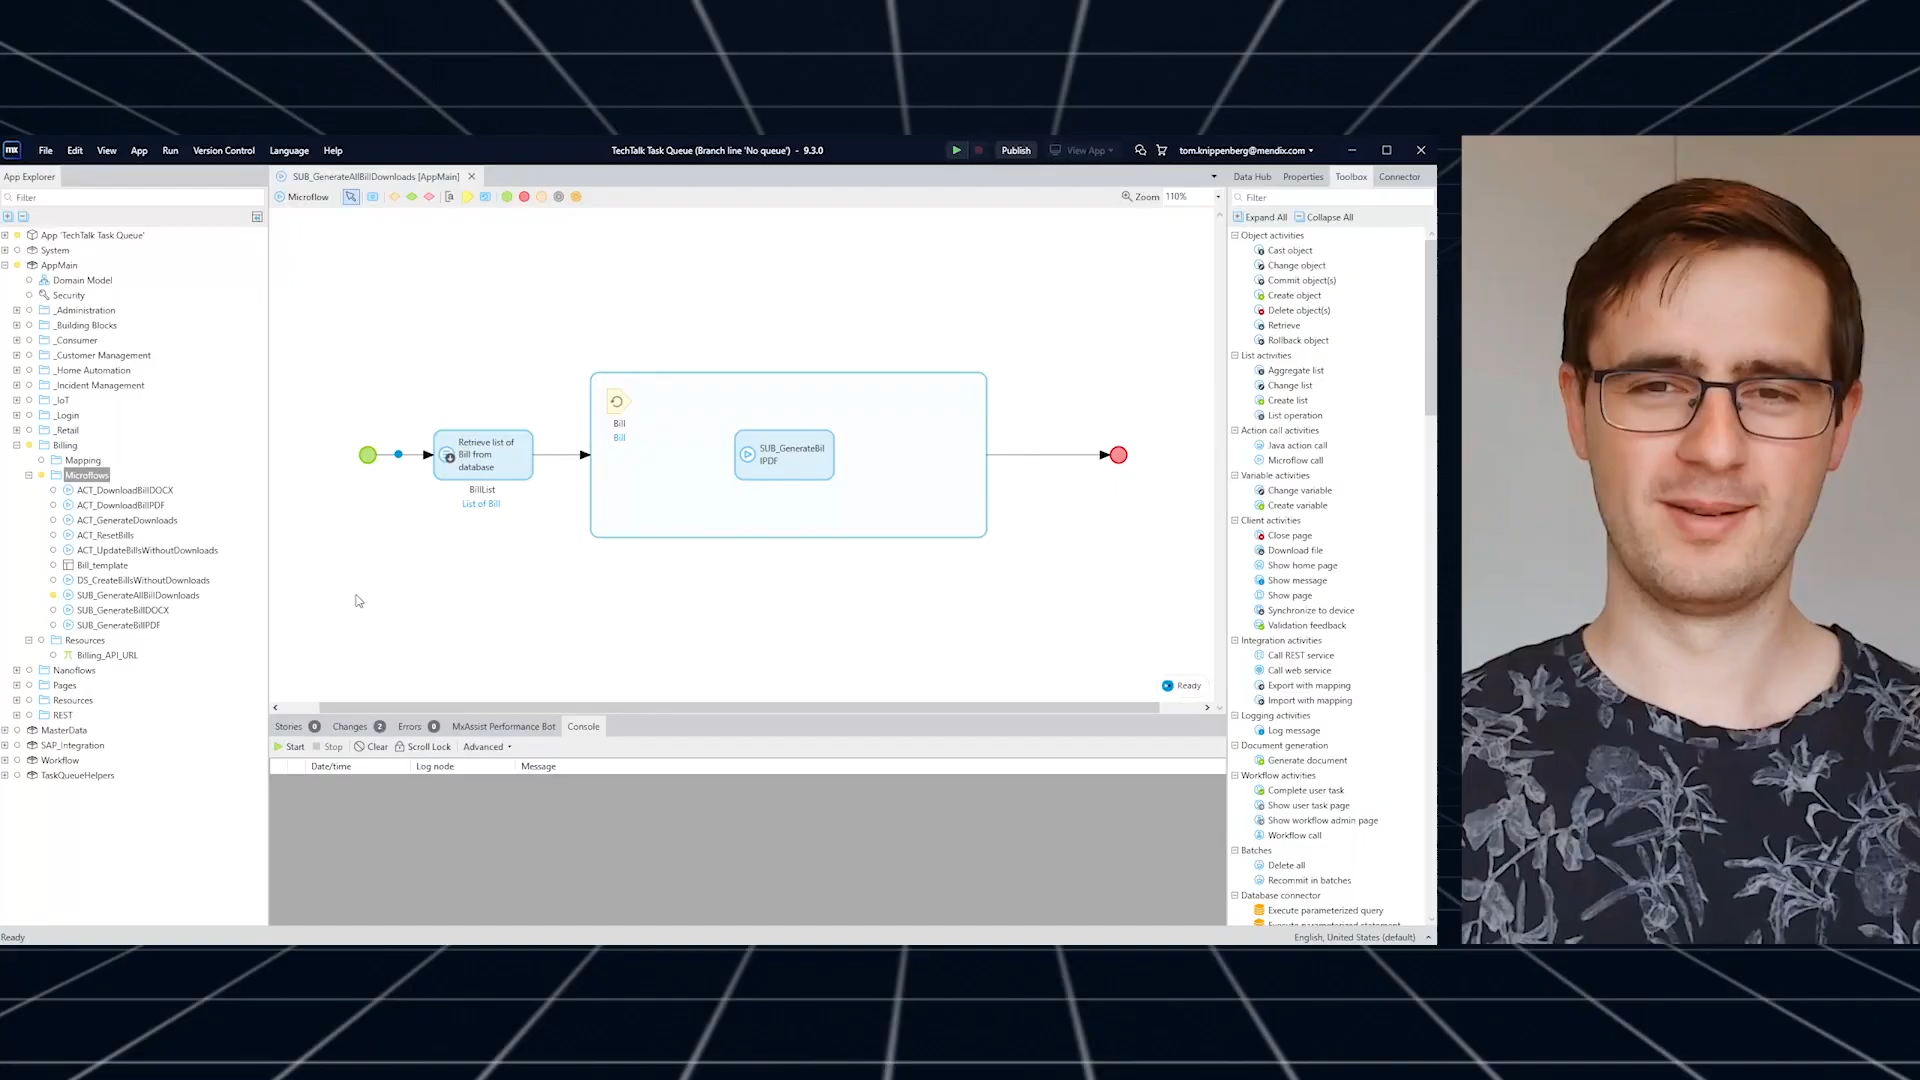 mx File Edit View App Run Version Control Language Help TechTalk Task Queue (Branch line 'No queue') - 9.3.0 Publish View App tom.knippenberg@mendix.com
App Explorer
Filter
App 'TechTalk Task Queue'
System
AppMain
Domain Model
Security
_Administration
_Building Blocks
_Consumer
_Customer Management
_Home Automation
_Incident Management
_IoT
_Login
_Retail
Billing
Mapping
Microflows
ACT_DownloadBillDOCX
ACT_DownloadBillPDF
ACT_GenerateDownloads
ACT_ResetBills
ACT_UpdateBillsWithoutDownloads
Bill_template
DS_CreateBillsWithoutDownloads
SUB_GenerateAllBillDownloads
SUB_GenerateBillDOCX
SUB_GenerateBillPDF
Resources
Billing_API_URL
Nanoflows
Pages
Resources
REST
MasterData
SAP_Integration
Workflow
TaskQueueHelpers
SUB_GenerateAllBillDownloads [AppMain]
Microflow
Zoom 110%
Retrieve list of
Bill from
database
BillList
List of Bill
Bill
Bill
SUB_GenerateBil
lPDF
Ready
Stories 0 Changes 2 Errors 0 MxAssist Performance Bot Console
Start Stop Clear Scroll Lock Advanced
Date/time Log node Message
Data Hub Properties Toolbox Connector
Filter
Expand All Collapse All
Object activities
Cast object
Change object
Commit object(s)
Create object
Delete object(s)
Retrieve
Rollback object
List activities
Aggregate list
Change list
Create list
List operation
Action call activities
Java action call
Microflow call
Variable activities
Change variable
Create variable
Client activities
Close page
Download file
Show home page
Show message
Show page
Synchronize to device
Validation feedback
Integration activities
Call REST service
Call web service
Export with mapping
Import with mapping
Logging activities
Log message
Document generation
Generate document
Workflow activities
Complete user task
Show user task page
Show workflow admin page
Workflow call
Batches
Delete all
Recommit in batches
Database connector
Execute parameterized query
Execute parameterized statement
Ready
English, United States (default)